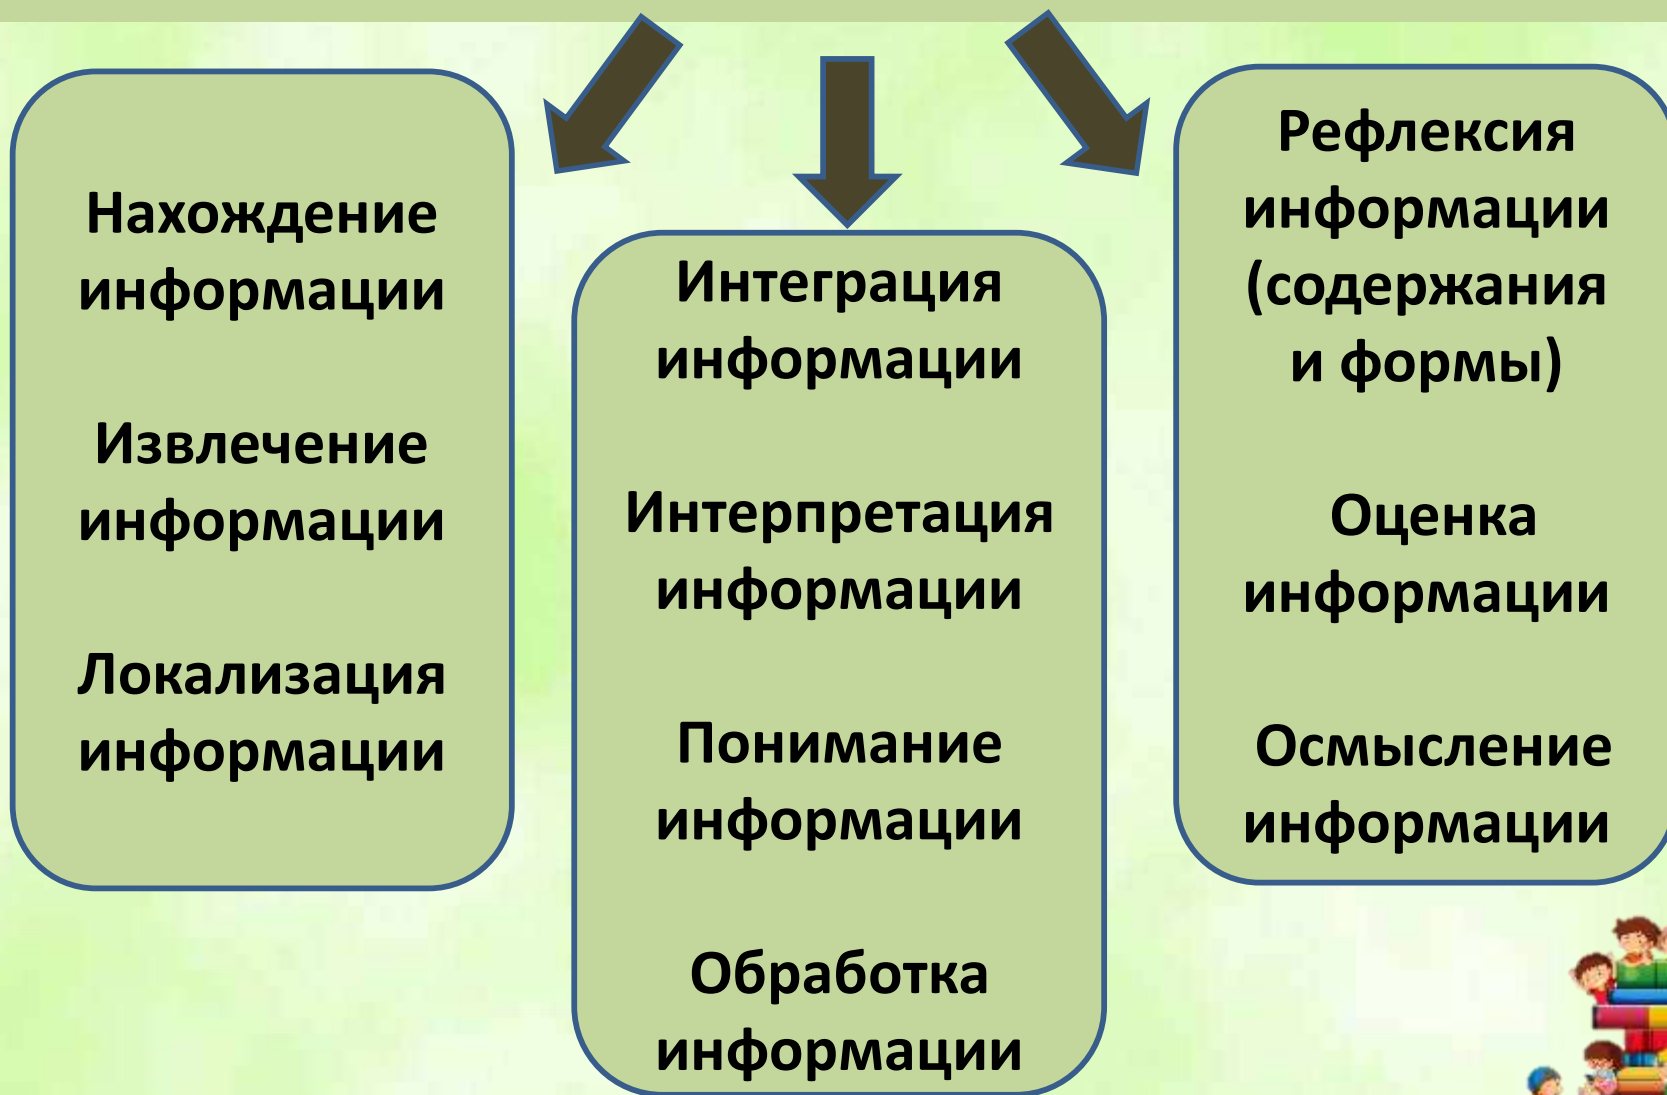 Нахождение
информации
Извлечение
информации
Локализация
информации
Интеграция
информации
Интерпретация
информации
Понимание
информации
Обработка
информации
Рефлексия
информации
(содержания
и формы)
Оценка
информации
Осмысление
информации